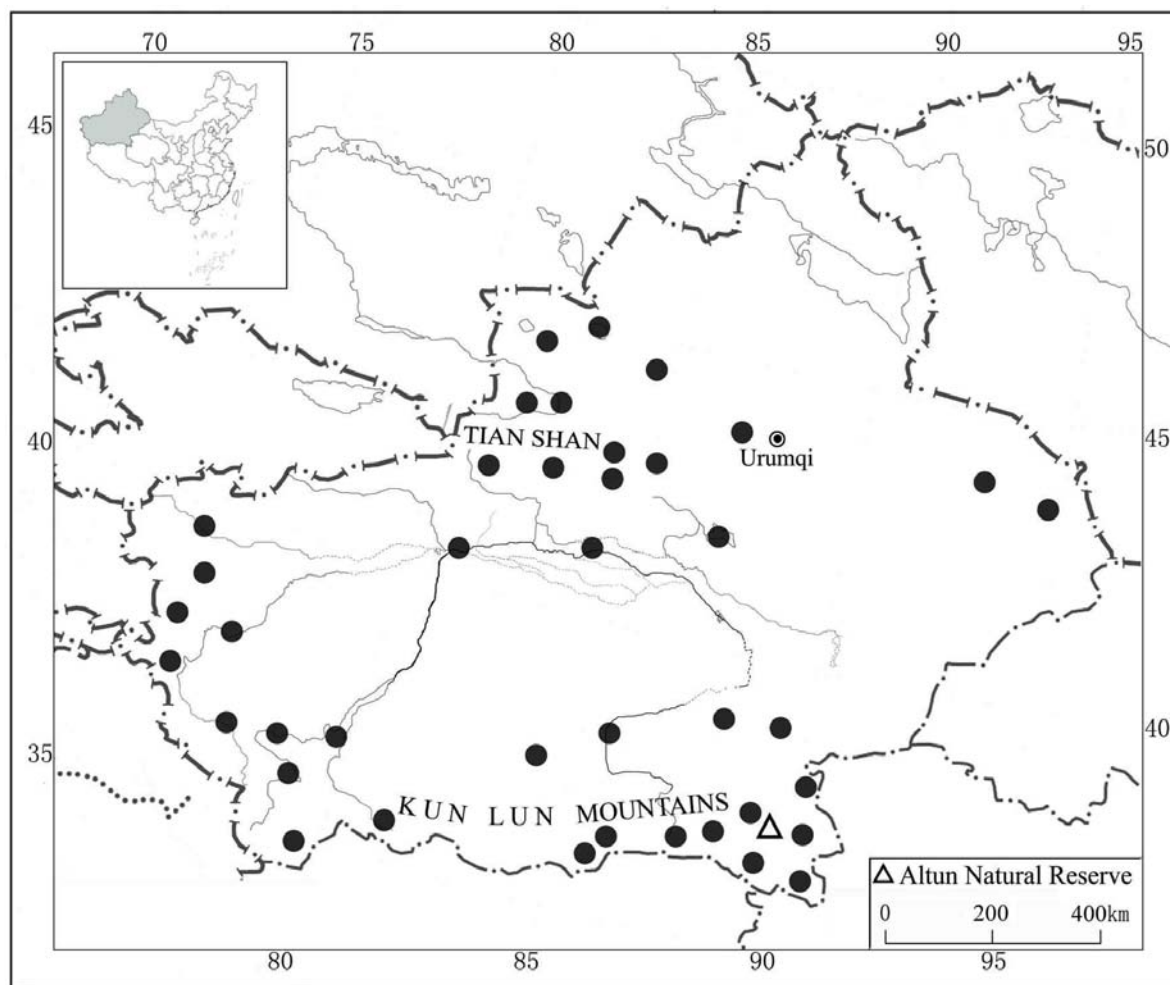 70 75 80 85 90 95
45
50
TIAN SHAN
40
45
Urumqi
35
40
KUN LUN MOUNTAINS
Altun Natural Reserve
0 200 400km
80 85 90 95